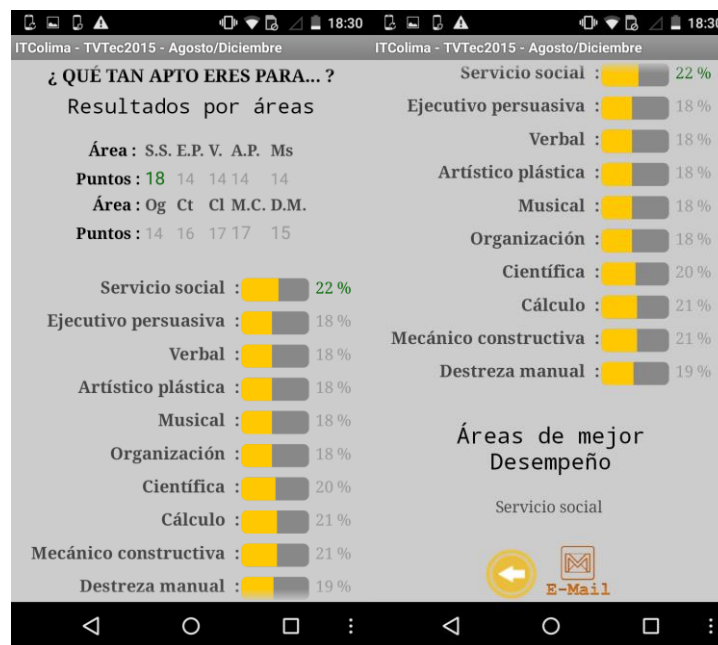 18:30
ITColima - TVTec2015 - Agosto/Diciembre
¿ QUÉ TAN APTO ERES PARA... ?
Resultados por áreas
Área : S.S. E.P. V. A.P. Ms
Puntos : 18 14 14 14 14
Área : Og Ct Cl M.C. D.M.
Puntos : 14 16 17 17 15
Servicio social : 22 %
Ejecutivo persuasiva : 18 %
Verbal : 18 %
Artístico plástica : 18 %
Musical : 18 %
Organización : 18 %
Científica : 20 %
Cálculo : 21 %
Mecánico constructiva : 21 %
Destreza manual : 19 %
18:30
ITColima - TVTec2015 - Agosto/Diciembre
Servicio social : 22 %
Ejecutivo persuasiva : 18 %
Verbal : 18 %
Artístico plástica : 18 %
Musical : 18 %
Organización : 18 %
Científica : 20 %
Cálculo : 21 %
Mecánico constructiva : 21 %
Destreza manual : 19 %
Áreas de mejor
Desempeño
Servicio social
E-Mail